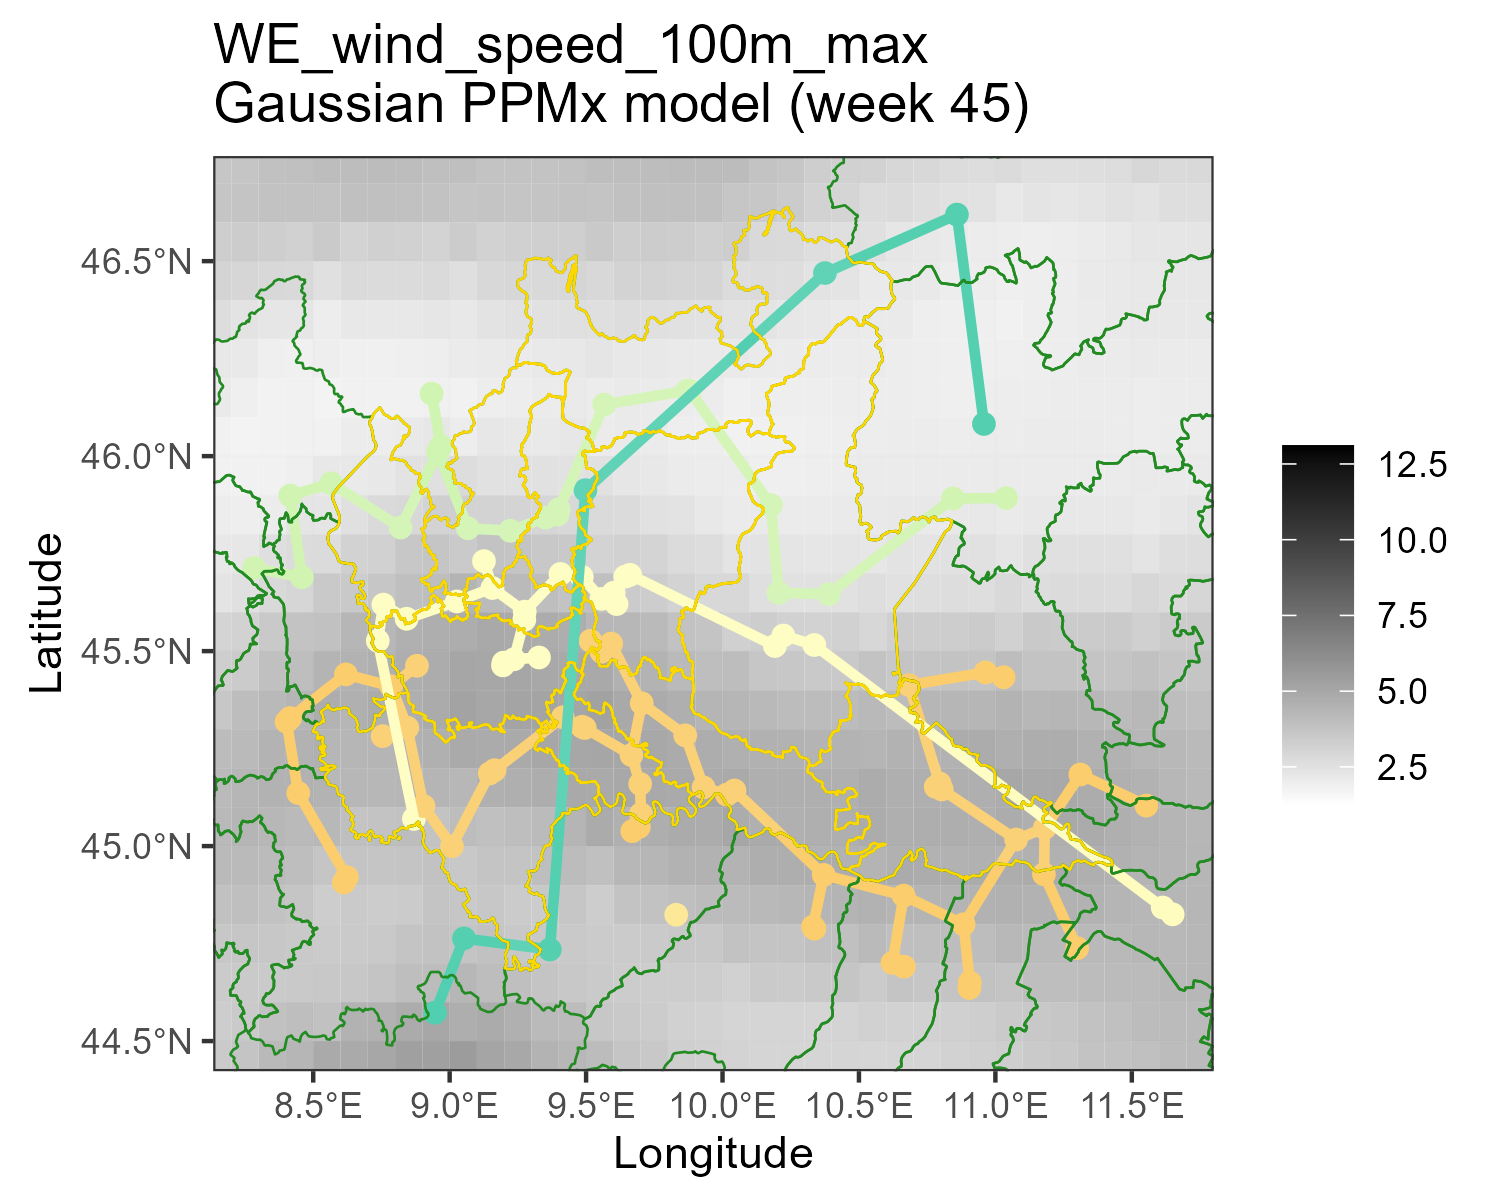 WE_wind_speed_100m_max
Gaussian PPMx model (week 45)
46.5°N
46.0°N
45.5°N
45.0°N
44.5°N
Latitude
8.5°E 9.0°E 9.5°E 10.0°E 10.5°E 11.0°E 11.5°E
Longitude
12.5
10.0
7.5
5.0
2.5